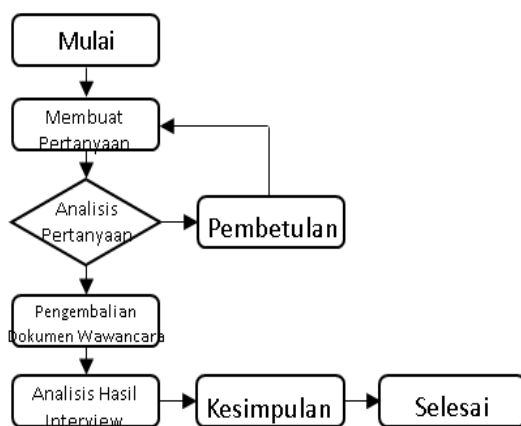 Mulai
Membuat
Pertanyaan
Analisis
Pertanyaan
Pembetulan
Pengembalian
Dokumen Wawancara
Analisis Hasil
Interview
Kesimpulan
Selesai